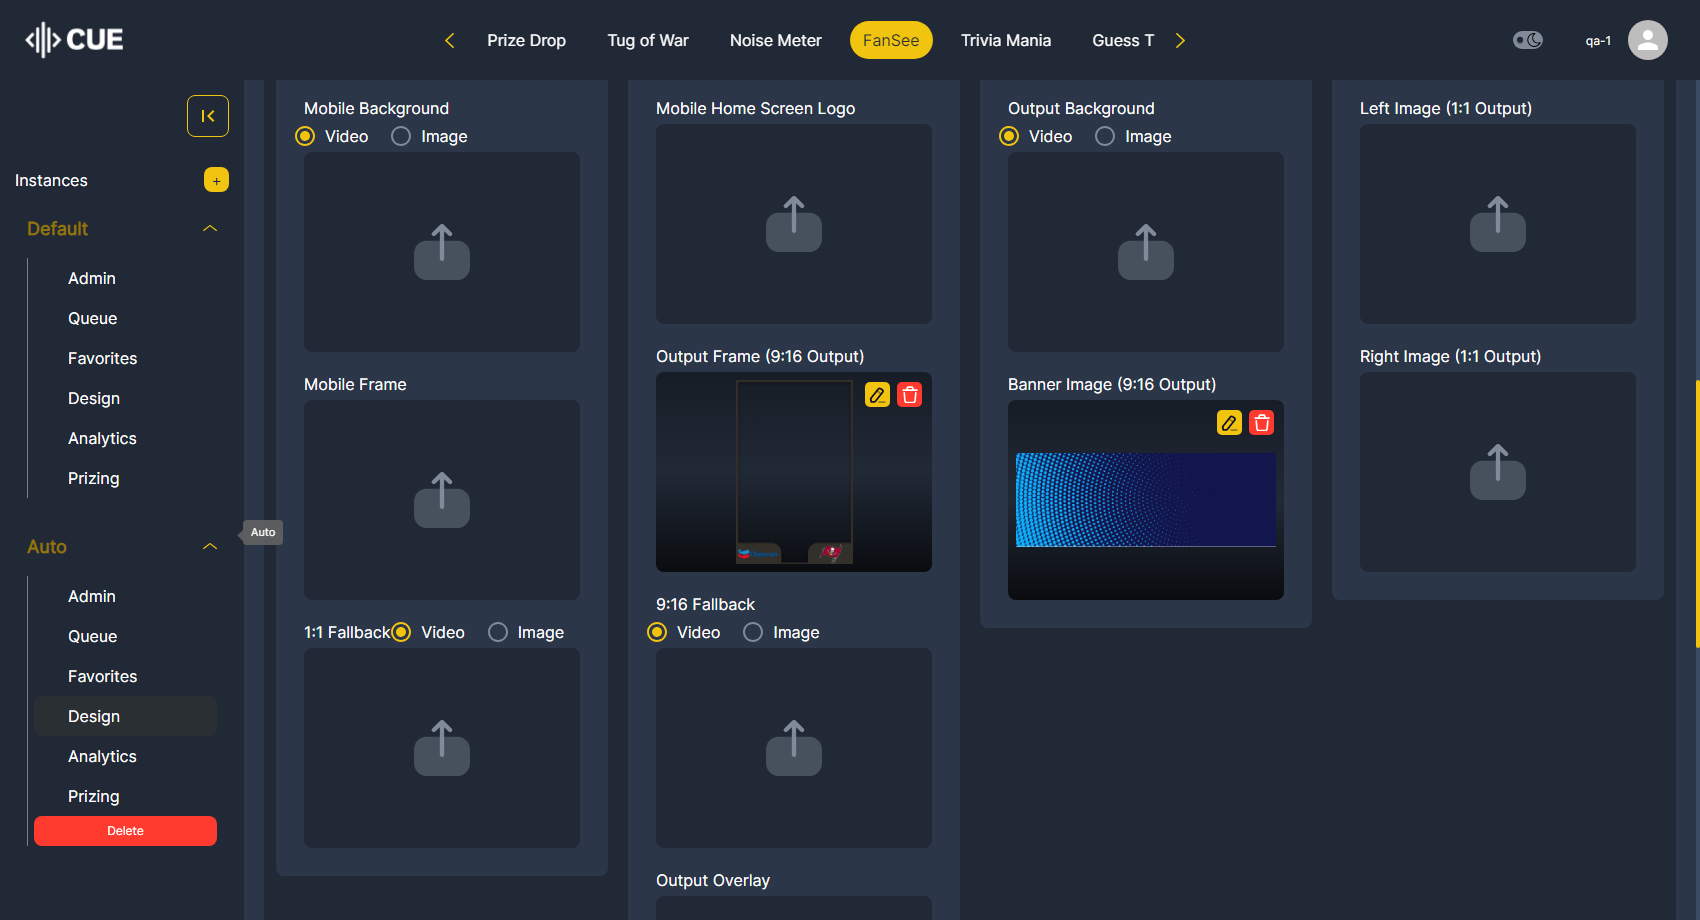 CUE
Prize Drop
Tug of War
Noise Meter
FanSee
Trivia Mania
Guess T
qa-1
Instances
+
Default
Admin
Queue
Favorites
Design
Analytics
Prizing
Auto
Auto
Admin
Queue
Favorites
Design
Analytics
Prizing
Delete
Mobile Background
Video
Image
Mobile Frame
1:1 Fallback
Video
Image
Mobile Home Screen Logo
Output Frame (9:16 Output)
9:16 Fallback
Video
Image
Output Overlay
Output Background
Video
Image
Banner Image (9:16 Output)
Left Image (1:1 Output)
Right Image (1:1 Output)